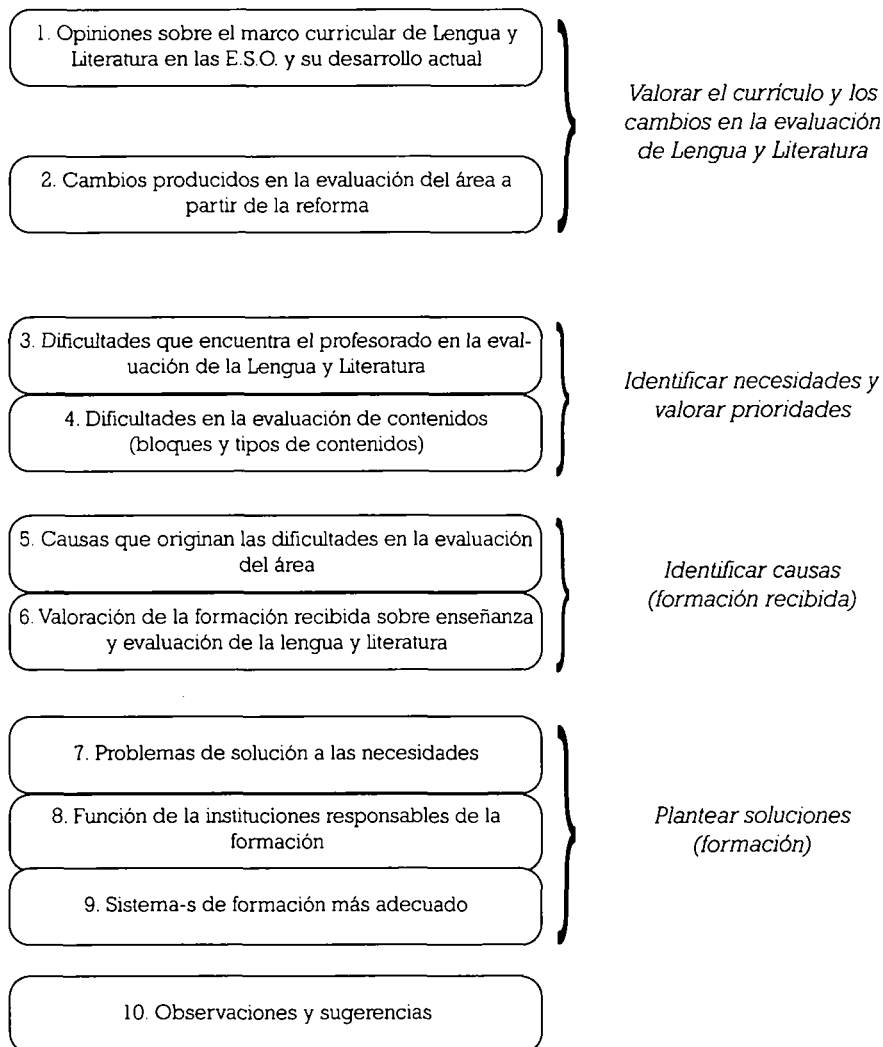 1. Opiniones sobre el marco curricular de Lengua y
Literatura en las E.S.O. y su desarrollo actual
Valorar el currículo y los
cambios en la evaluación
de Lengua y Literatura
2. Cambios producidos en la evaluación del área a
partir de la reforma
3. Dificultades que encuentra el profesorado en la eval-
uación de la Lengua y Literatura
4. Dificultades en la evaluación de contenidos
(bloques y tipos de contenidos)
Identificar necesidades y
valorar prioridades
5. Causas que originan las dificultades en la evaluación
del área
6. Valoración de la formación recibida sobre enseñanza
y evaluación de la lengua y literatura
Identificar causas
(formación recibida)
7. Problemas de solución a las necesidades
8. Función de la instituciones responsables de la
formación
9. Sistema-s de formación más adecuado
Plantear soluciones
(formación)
10. Observaciones y sugerencias